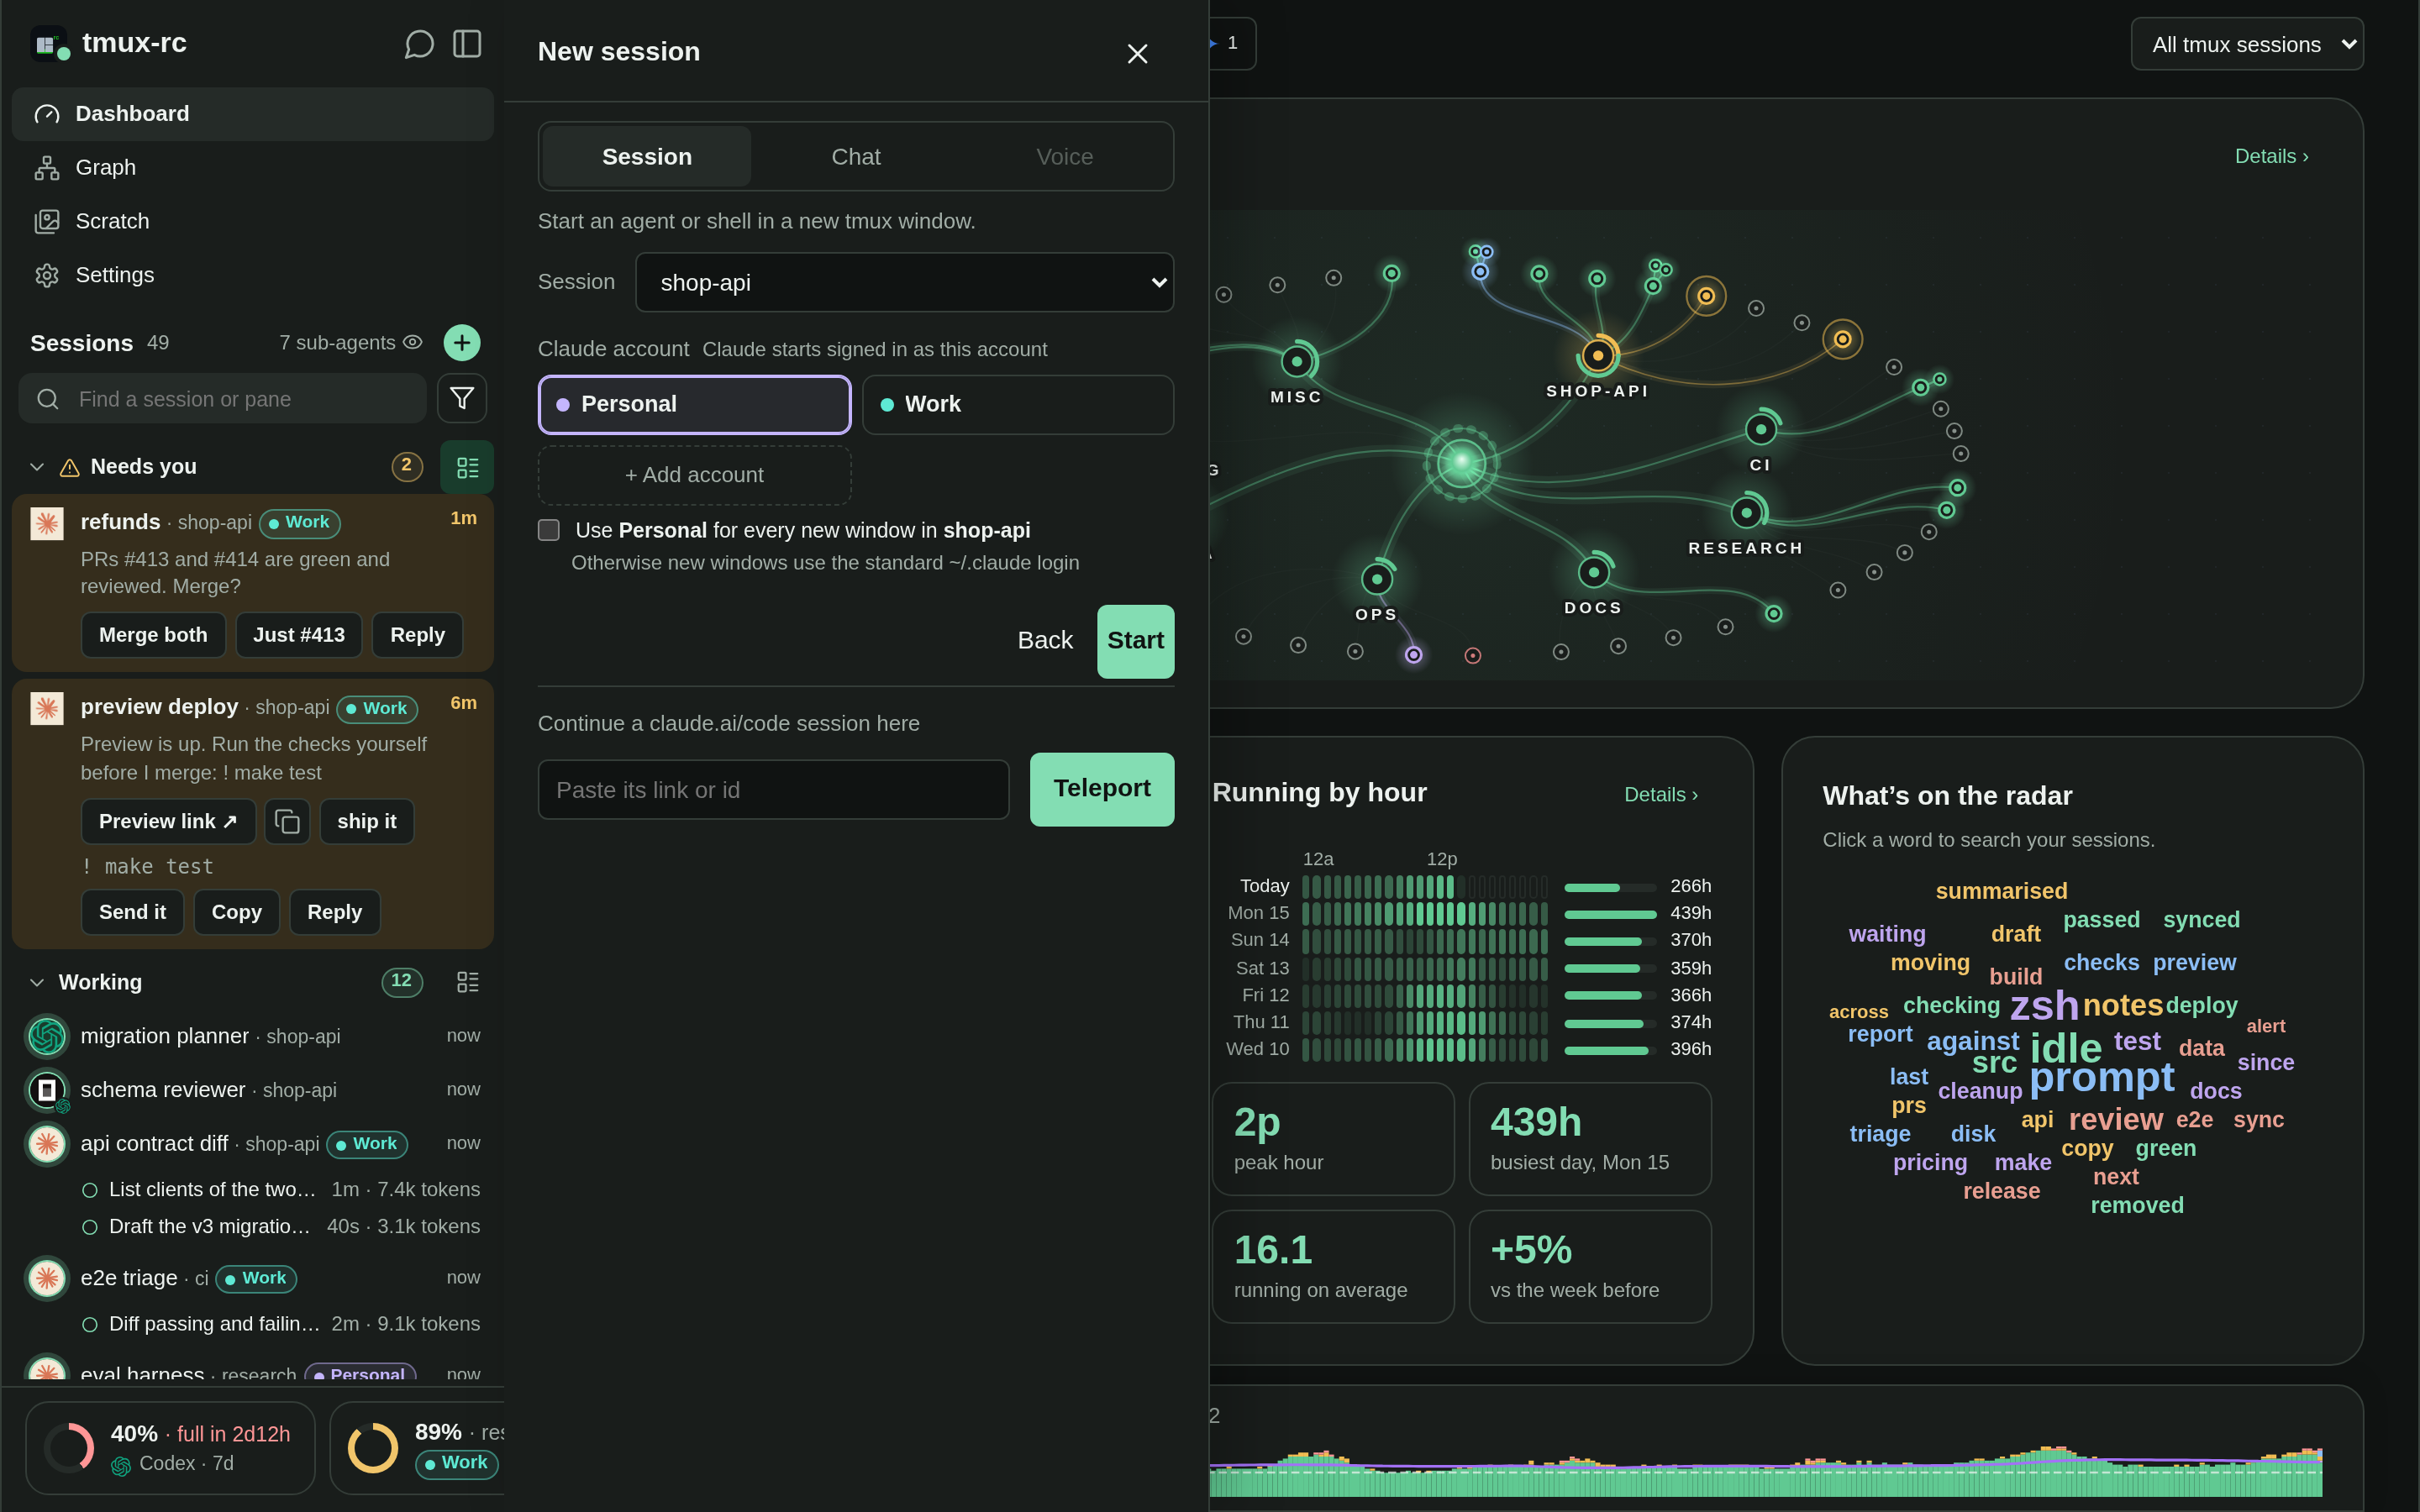 tmux-rc
Dashboard
Graph
Scratch
Settings
Sessions 49 7 sub-agents
Find a session or pane
Needs you 2
refunds · shop-api Work 1m
PRs #413 and #414 are green and
reviewed. Merge?
Merge both Just #413 Reply
preview deploy · shop-api Work 6m
Preview is up. Run the checks yourself
before I merge: ! make test
Preview link ↗ ship it
! make test
Send it Copy Reply
Working 12
migration planner · shop-api now
schema reviewer · shop-api now
api contract diff · shop-api Work now
List clients of the two… 1m · 7.4k tokens
Draft the v3 migratio… 40s · 3.1k tokens
e2e triage · ci Work now
Diff passing and failin… 2m · 9.1k tokens
eval harness · research Personal now
40% · full in 2d12h
Codex · 7d
89% · res
Work
New session
Session Chat Voice
Start an agent or shell in a new tmux window.
Session shop-api
Claude account Claude starts signed in as this account
Personal Work
+ Add account
Use Personal for every new window in shop-api
Otherwise new windows use the standard ~/.claude login
Back Start
Continue a claude.ai/code session here
Paste its link or id Teleport
1
All tmux sessions
Details ›
MISC
SHOP-API
CI
RESEARCH
DOCS
OPS
Running by hour Details ›
12a 12p
Today 266h
Mon 15 439h
Sun 14 370h
Sat 13 359h
Fri 12 366h
Thu 11 374h
Wed 10 396h
2p
peak hour
439h
busiest day, Mon 15
16.1
running on average
+5%
vs the week before
What’s on the radar
Click a word to search your sessions.
summarised
waiting draft passed synced
moving build checks preview
across checking zsh notes deploy
report against idle test data alert
src since
last cleanup prompt docs
prs api review e2e sync
triage disk copy green
pricing make next
release removed
2